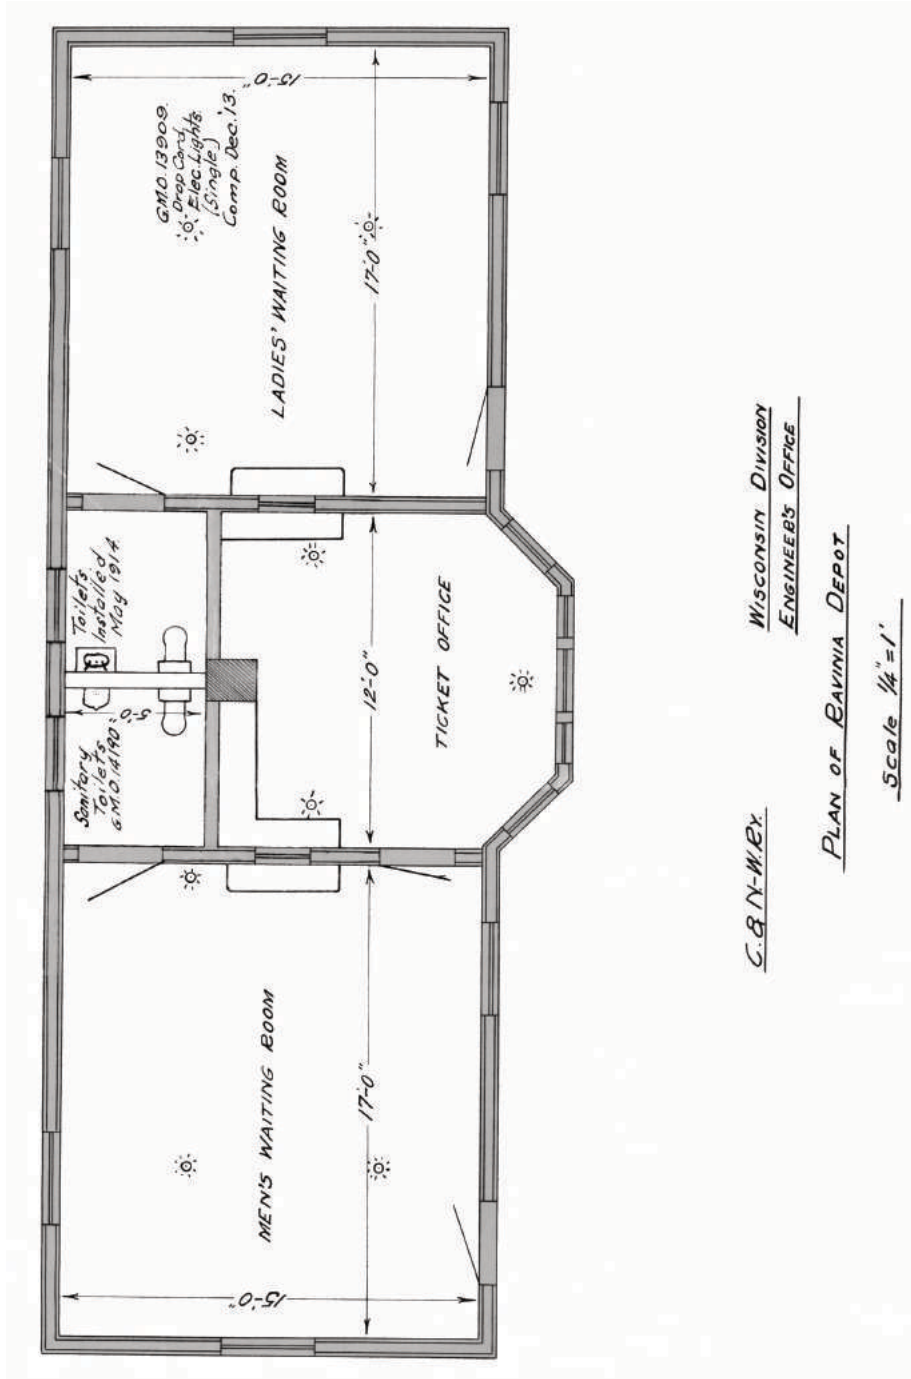 15'-0"
G.M.O. 13909.
Drop Cord
Elec. Lights.
(Single.)
Comp. Dec. '13.
LADIES' WAITING ROOM
17'-0"
Toilets
Installed
May 1914
Sanitary
Toilets
G.M.O. 14190
5'-0"
12'-0"
TICKET OFFICE
MEN'S WAITING ROOM
17'-0"
15'-0"
C. & N-W. RY.
WISCONSIN DIVISION
ENGINEER'S OFFICE
PLAN OF RAVINIA DEPOT
Scale 1/4" = 1'